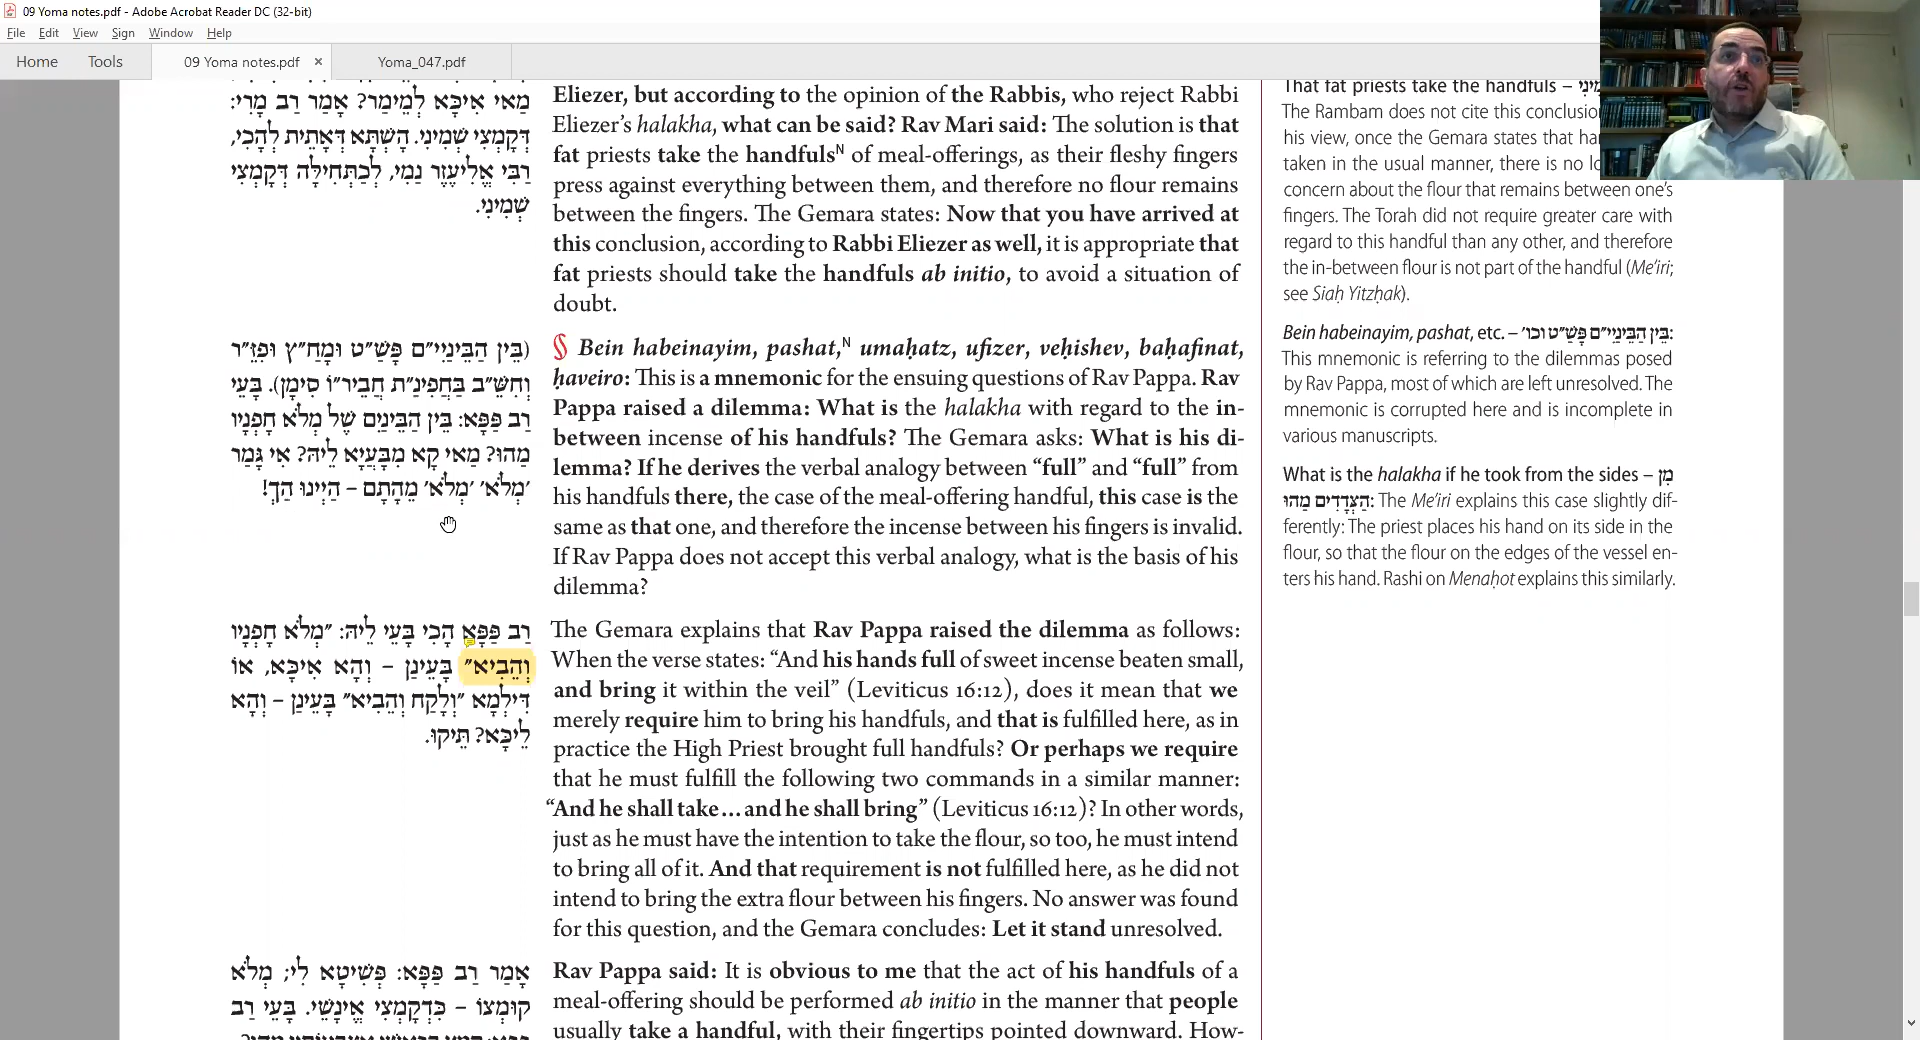 09 Yoma notes.pdf - Adobe Acrobat Reader DC (32-bit)
File Edit View Sign Window Help
Home Tools 09 Yoma notes.pdf × Yoma_047.pdf
מַאי אִיכָּא לְמֵימַר? אָמַר רַב מָרִי:
דְּקָמְצִי שְׁמִינֵי. הַשְׁתָּא דְּאָתֵית לְהָכִי,
רַבִּי אֱלִיעֶזֶר נַמִי, לְכַתְּחִילָּה דְּקָמְצִי
שְׁמִינֵי.
(בֵּין הַבֵּינַיִי״ם פָּשַׁ״ט וּמָחַ״ץ וּפִזֵּ״ר
וְחִשֵּׁ״ב בַּחֲפִינַ״ת חֲבֵיר״וֹ סִימָן). בָּעֵי
רַב פַּפָּא: בֵּין הַבֵּינַיִם שֶׁל מְלֹא חָפְנָיו
מַהוּ? מַאי קָא מִבָּעֲיָא לֵיהּ? אִי גָּמַר
׳מְלֹא׳ ׳מְלֹא׳ מֵהָתָם – הַיְינוּ הַךְ!
רַב פַּפָּא הָכִי בָּעֵי לֵיהּ: ״מְלֹא חָפְנָיו
וְהֵבִיא״ בָּעֵינַן – וְהָא אִיכָּא, אוֹ
דִּילְמָא ״וְלָקַח וְהֵבִיא״ בָּעֵינַן – וְהָא
לֵיכָּא? תֵּיקוּ.
אָמַר רַב פַּפָּא: פְּשִׁיטָא לִי; מְלֹא
קוּמְצוֹ – כִּדְקָמְצִי אֱינָשֵׁי. בָּעֵי רַב
Eliezer, but according to the opinion of the Rabbis, who reject Rabbi
Eliezer's halakha, what can be said? Rav Mari said: The solution is that
fat priests take the handfulsᴺ of meal-offerings, as their fleshy fingers
press against everything between them, and therefore no flour remains
between the fingers. The Gemara states: Now that you have arrived at
this conclusion, according to Rabbi Eliezer as well, it is appropriate that
fat priests should take the handfuls ab initio, to avoid a situation of
doubt.
§ Bein habeinayim, pashat,ᴺ umaḥatz, ufizer, veḥishev, baḥafinat,
ḥaveiro: This is a mnemonic for the ensuing questions of Rav Pappa. Rav
Pappa raised a dilemma: What is the halakha with regard to the in-
between incense of his handfuls? The Gemara asks: What is his di-
lemma? If he derives the verbal analogy between “full” and “full” from
his handfuls there, the case of the meal-offering handful, this case is the
same as that one, and therefore the incense between his fingers is invalid.
If Rav Pappa does not accept this verbal analogy, what is the basis of his
dilemma?
The Gemara explains that Rav Pappa raised the dilemma as follows:
When the verse states: “And his hands full of sweet incense beaten small,
and bring it within the veil” (Leviticus 16:12), does it mean that we
merely require him to bring his handfuls, and that is fulfilled here, as in
practice the High Priest brought full handfuls? Or perhaps we require
that he must fulfill the following two commands in a similar manner:
“And he shall take…and he shall bring” (Leviticus 16:12)? In other words,
just as he must have the intention to take the flour, so too, he must intend
to bring all of it. And that requirement is not fulfilled here, as he did not
intend to bring the extra flour between his fingers. No answer was found
for this question, and the Gemara concludes: Let it stand unresolved.
Rav Pappa said: It is obvious to me that the act of his handfuls of a
meal-offering should be performed ab initio in the manner that people
usually take a handful, with their fingertips pointed downward. How-
That fat priests take the handfuls –
The Rambam does not cite this
his view, once the Gemara states that
taken in the usual manner, there is no
concern about the flour that remains between one's
fingers. The Torah did not require greater care with
regard to this handful than any other, and therefore
the in-between flour is not part of the handful (Me'iri;
see Siaḥ Yitzḥak).
Bein habeinayim, pashat, etc. – בֵּין הַבֵּינַיִי״ם פָּשַׁ״ט וכו׳:
This mnemonic is referring to the dilemmas posed
by Rav Pappa, most of which are left unresolved. The
mnemonic is corrupted here and is incomplete in
various manuscripts.
What is the halakha if he took from the sides – מִן
הַצְּדָדִים מַהוּ: The Me'iri explains this case slightly dif-
ferently: The priest places his hand on its side in the
flour, so that the flour on the edges of the vessel en-
ters his hand. Rashi on Menaḥot explains this similarly.